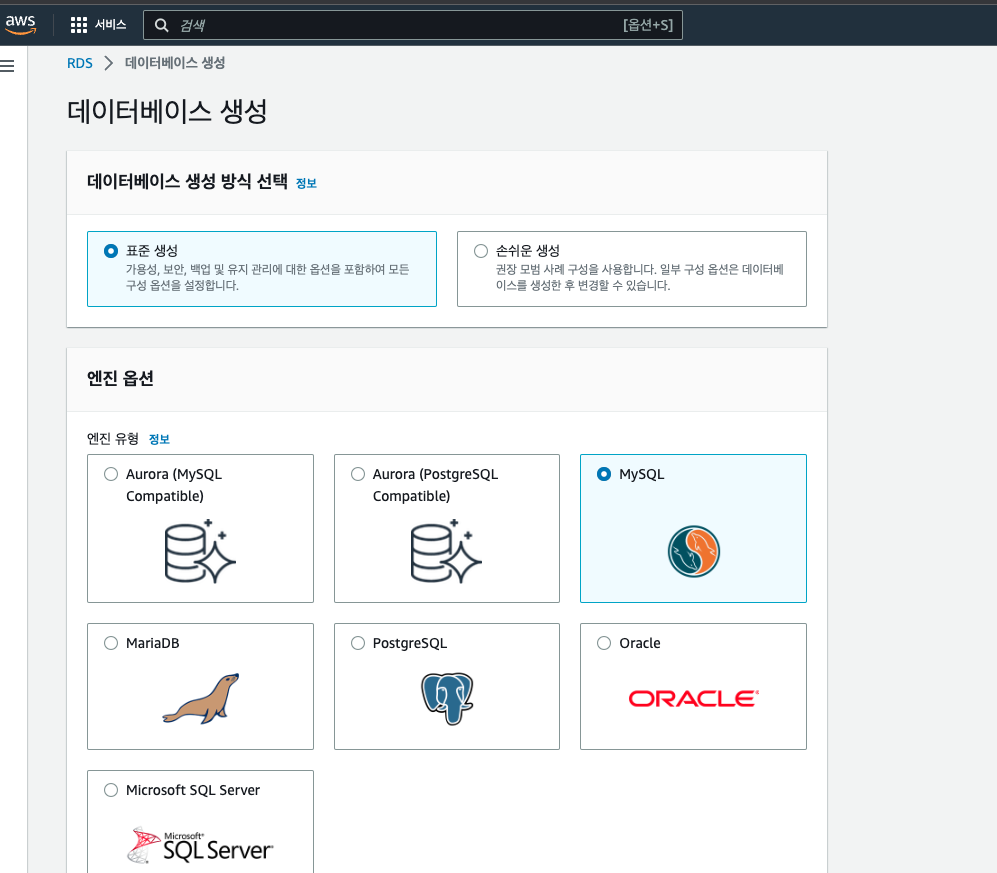 aws
서비스
검색
[옵션+S]
RDS
데이터베이스 생성
데이터베이스 생성
데이터베이스 생성 방식 선택 정보
표준 생성
가용성, 보안, 백업 및 유지 관리에 대한 옵션을 포함하여 모든
구성 옵션을 설정합니다.
손쉬운 생성
권장 모범 사례 구성을 사용합니다. 일부 구성 옵션은 데이터베
이스를 생성한 후 변경할 수 있습니다.
엔진 옵션
엔진 유형 정보
Aurora (MySQL
Compatible)
Aurora (PostgreSQL
Compatible)
MySQL
MariaDB
PostgreSQL
Oracle
ORACLE®
Microsoft SQL Server
Microsoft®
SQL Server®